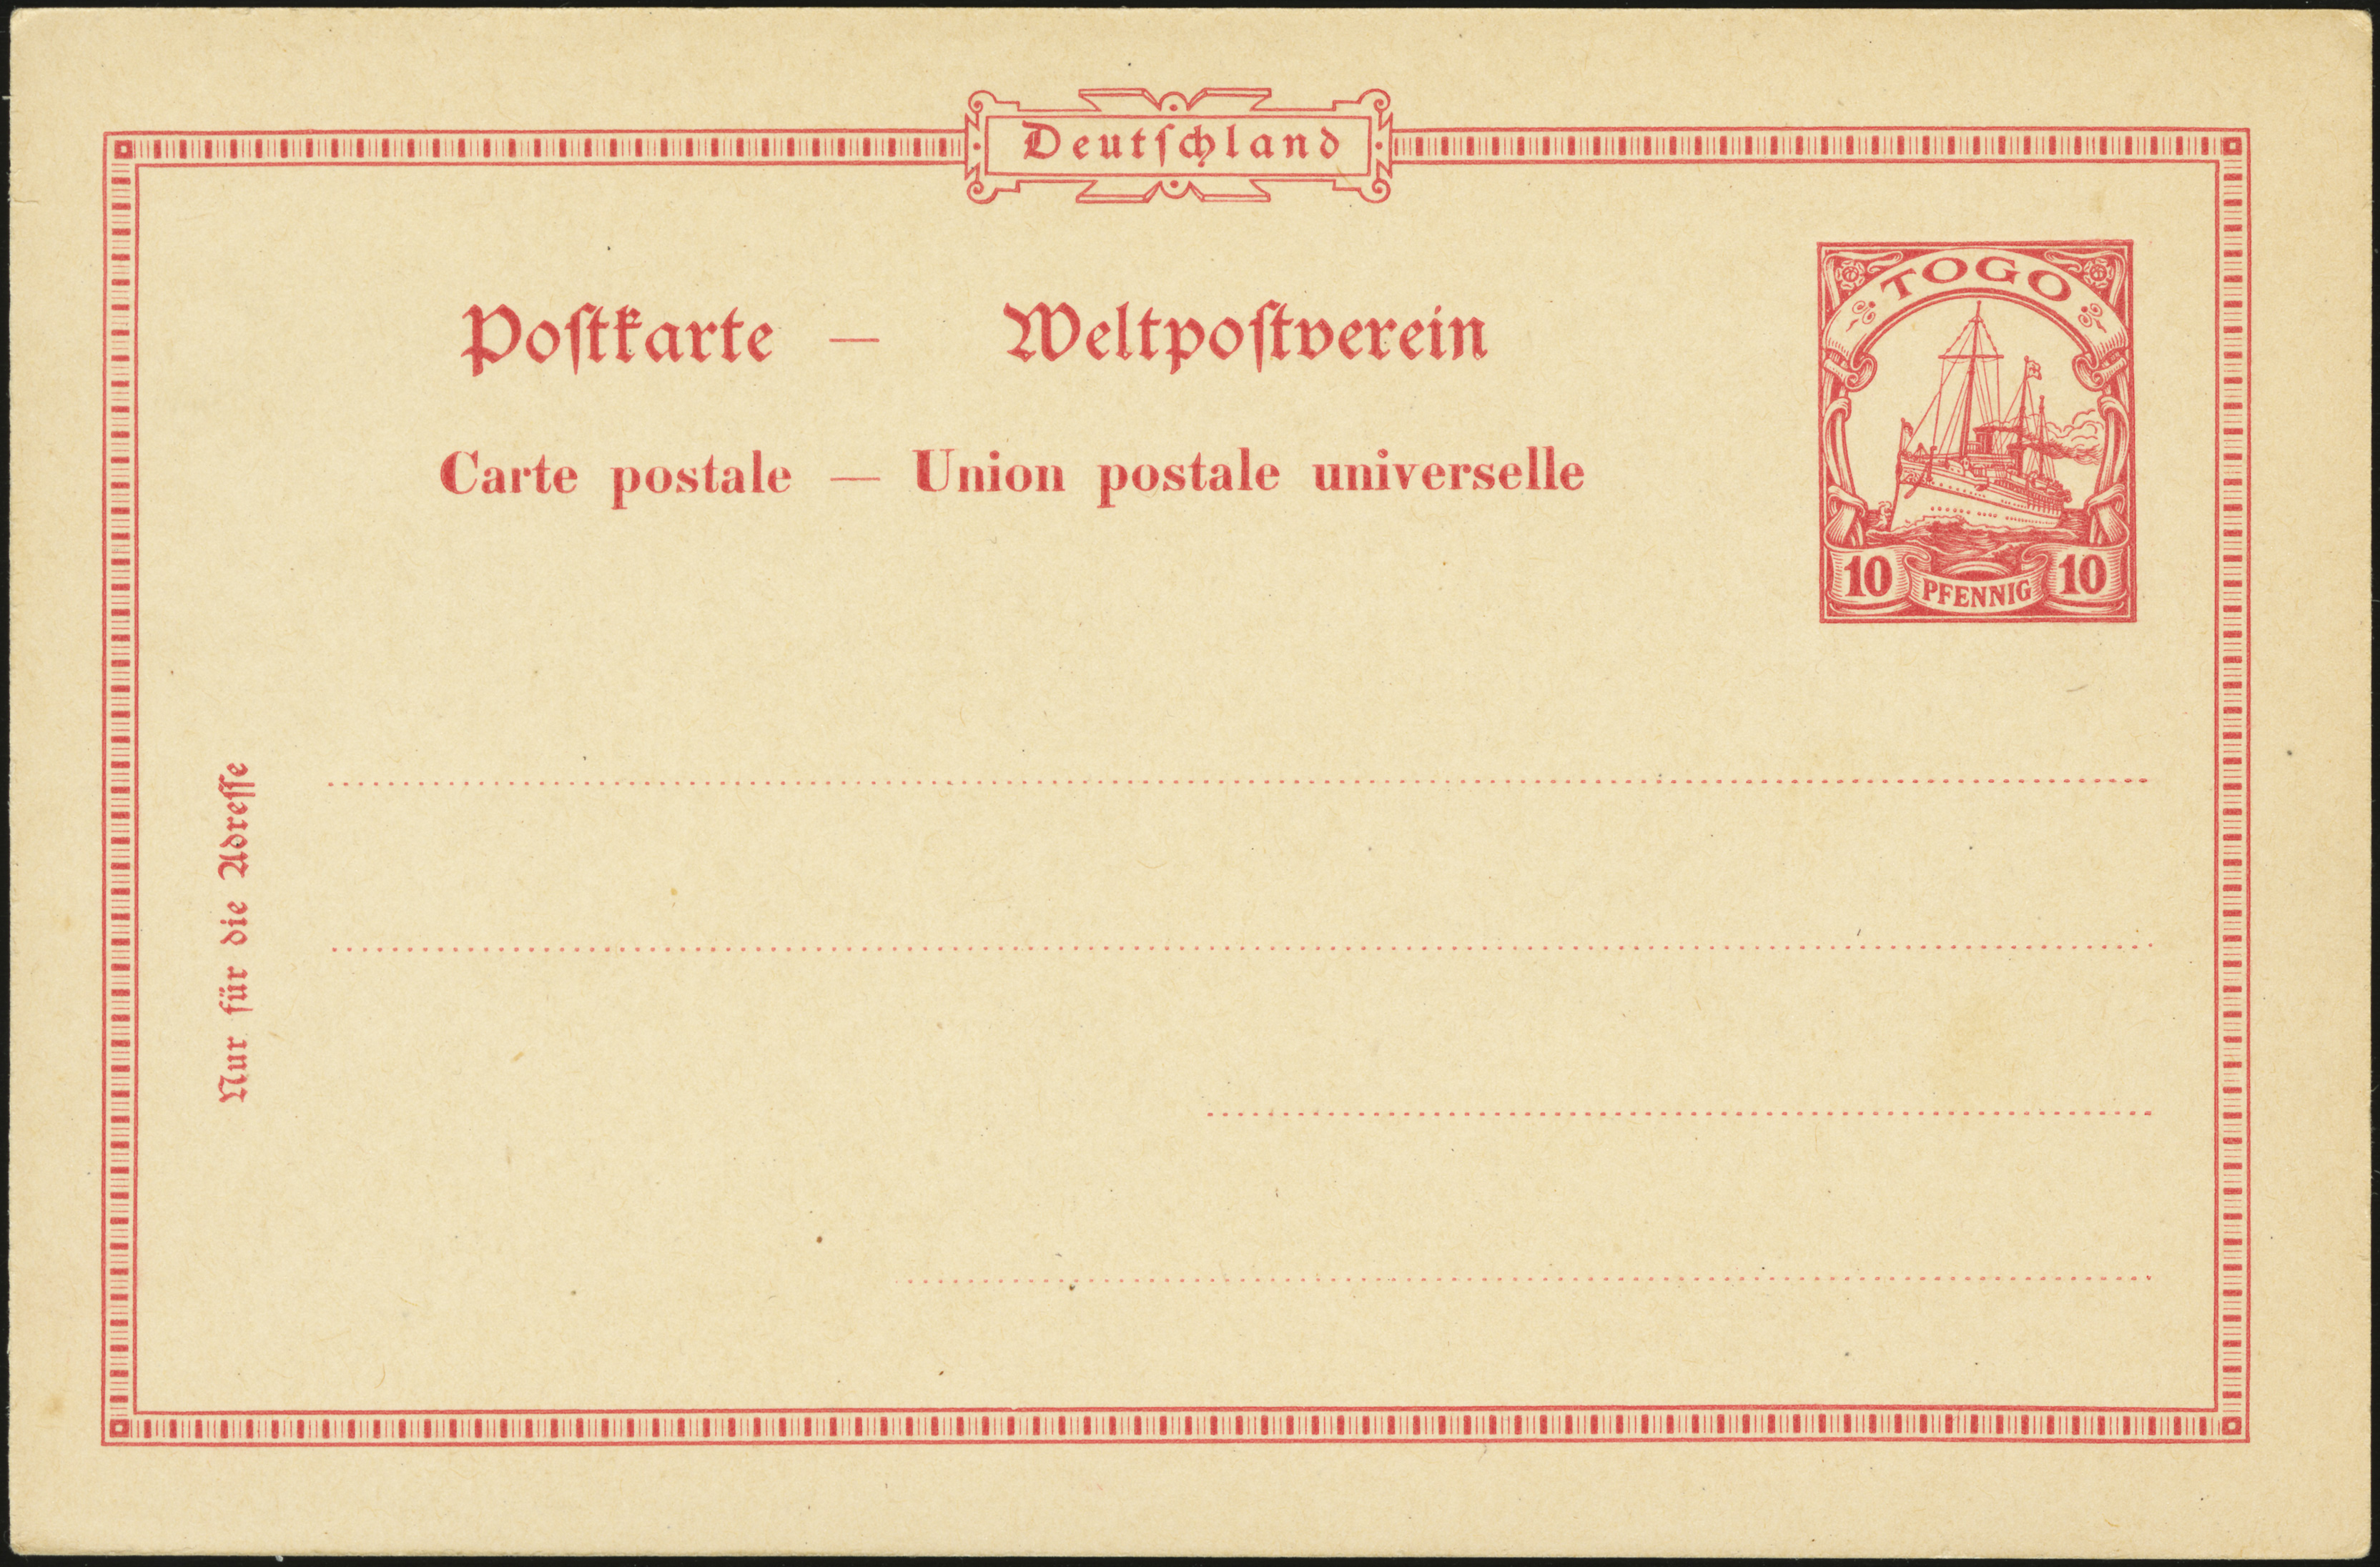 Deutſchland
TOGO
Poſtkarte — Weltpoſtverein
Carte postale — Union postale universelle
10 PFENNIG 10
Nur für die Adreſſe